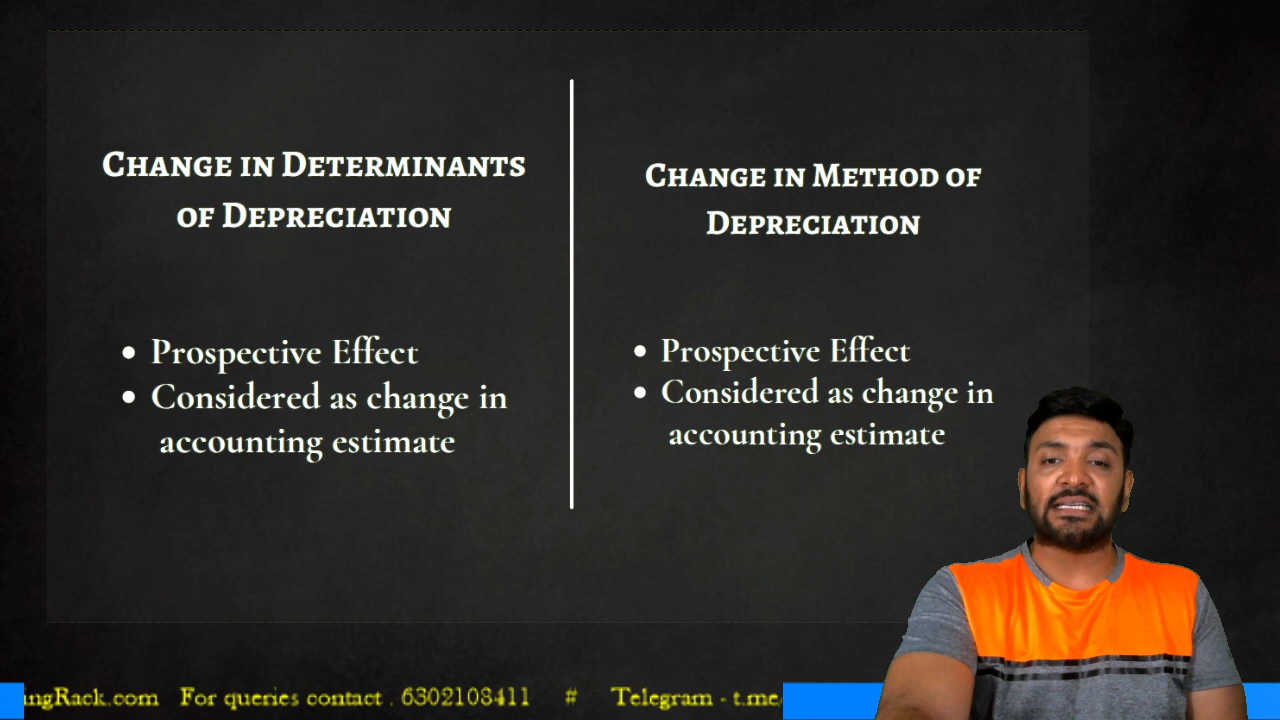 Change in Determinants
of Depreciation
• Prospective Effect
• Considered as change in
accounting estimate
Change in Method of
Depreciation
• Prospective Effect
• Considered as change in
accounting estimate
ingRack.com For queries contact . 6302108411 # Telegram - t.me/